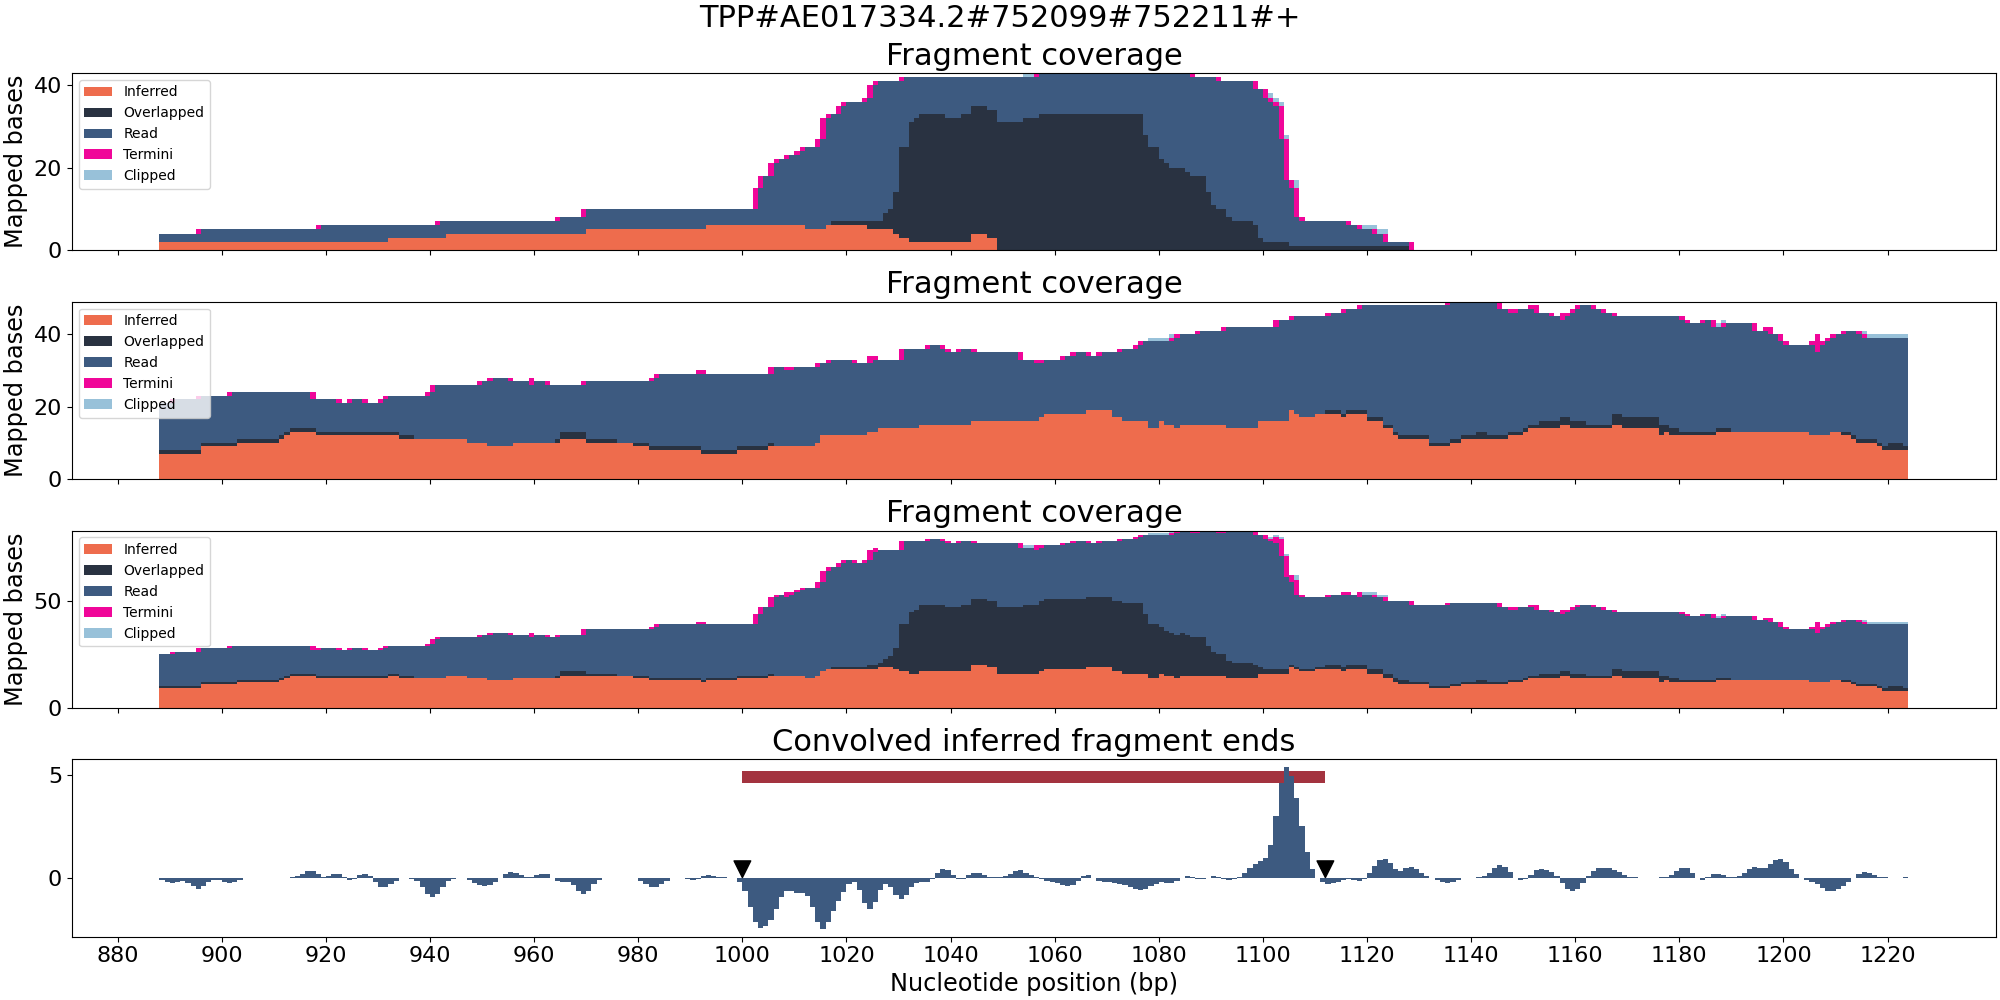 TPP#AE017334.2#752099#752211#+
Fragment coverage
Mapped bases
40
20
0
Inferred
Overlapped
Read
Termini
Clipped
Fragment coverage
Mapped bases
40
20
0
Inferred
Overlapped
Read
Termini
Clipped
Fragment coverage
Mapped bases
50
0
Inferred
Overlapped
Read
Termini
Clipped
Convolved inferred fragment ends
5
0
880 900 920 940 960 980 1000 1020 1040 1060 1080 1100 1120 1140 1160 1180 1200 1220
Nucleotide position (bp)